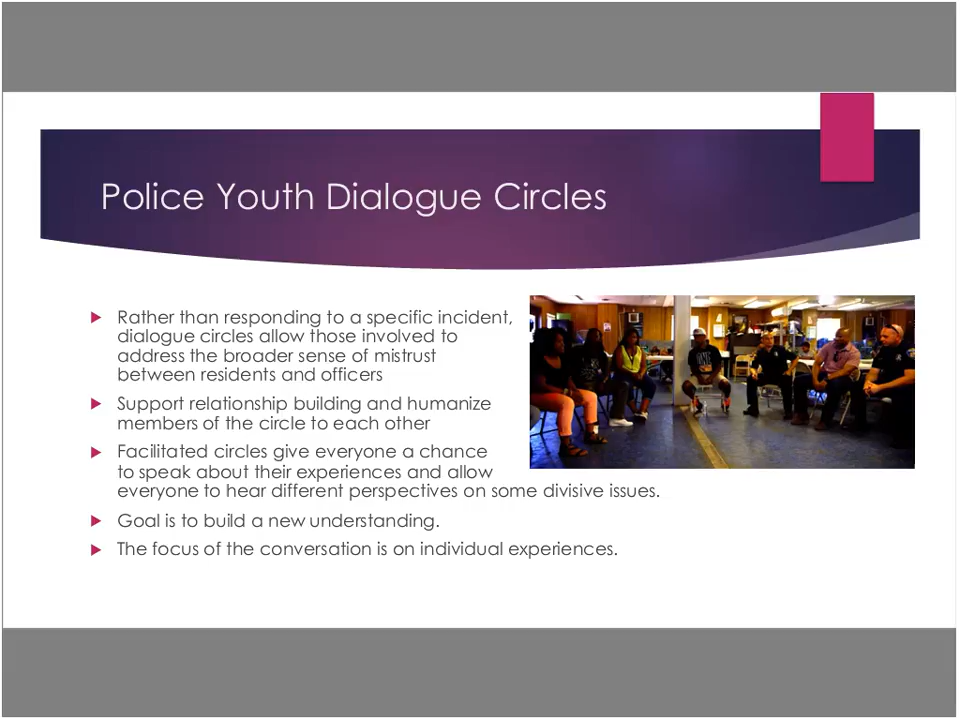 Police Youth Dialogue Circles
Rather than responding to a specific incident,
dialogue circles allow those involved to
address the broader sense of mistrust
between residents and officers
Support relationship building and humanize
members of the circle to each other
Facilitated circles give everyone a chance
to speak about their experiences and allow
everyone to hear different perspectives on some divisive issues.
Goal is to build a new understanding.
The focus of the conversation is on individual experiences.